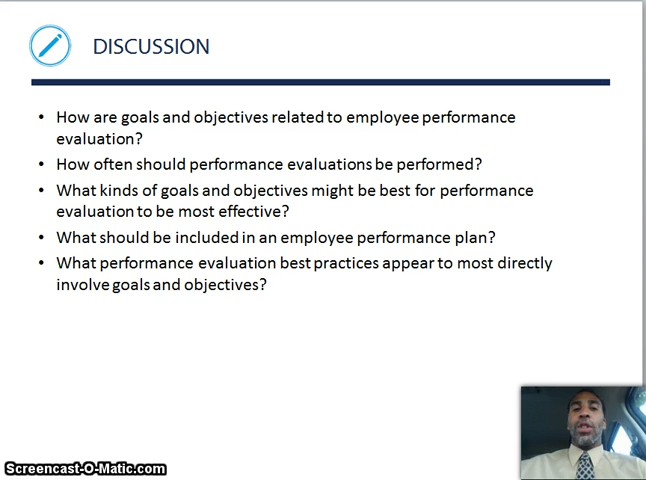 DISCUSSION
• How are goals and objectives related to employee performance
evaluation?
• How often should performance evaluations be performed?
• What kinds of goals and objectives might be best for performance
evaluation to be most effective?
• What should be included in an employee performance plan?
• What performance evaluation best practices appear to most directly
involve goals and objectives?
Screencast-O-Matic.com